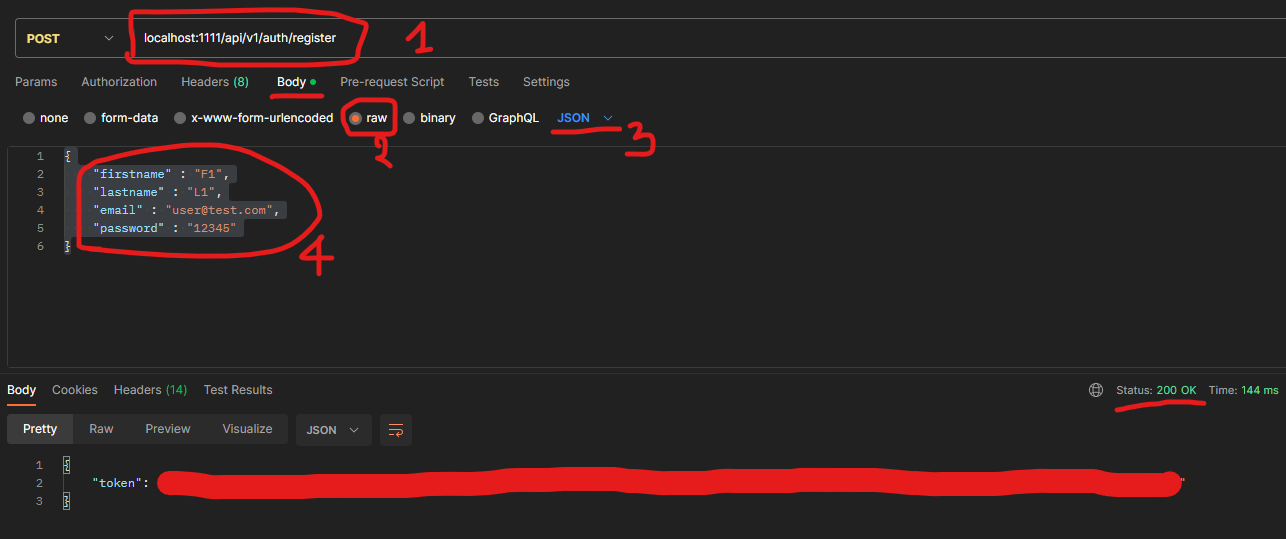 POST localhost:1111/api/v1/auth/register 1
Params Authorization Headers (8) Body Pre-request Script Tests Settings
none form-data x-www-form-urlencoded raw binary GraphQL JSON
2 3
1 {
2 "firstname" : "F1",
3 "lastname" : "L1",
4 "email" : "user@test.com",
5 "password" : "12345"
6 }
4
Body Cookies Headers (14) Test Results Status: 200 OK Time: 144 ms
Pretty Raw Preview Visualize JSON
1 {
2 "token": "
3 }